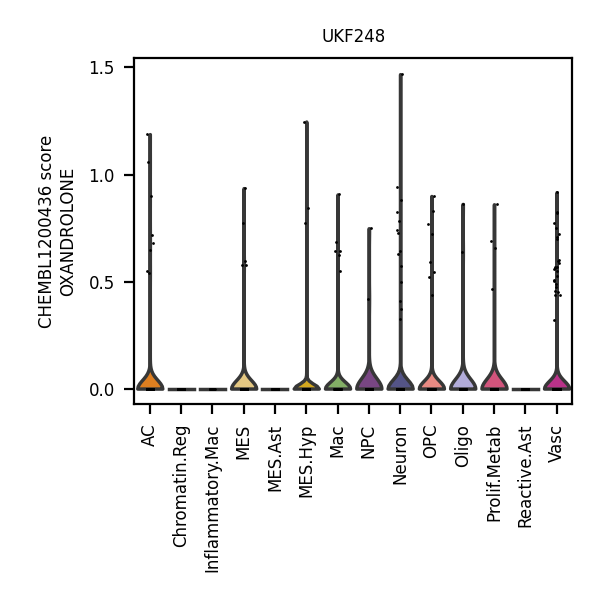 UKF248
CHEMBL1200436 score
OXANDROLONE
1.5
1.0
0.5
0.0
AC
Chromatin.Reg
Inflammatory.Mac
MES
MES.Ast
MES.Hyp
Mac
NPC
Neuron
OPC
Oligo
Prolif.Metab
Reactive.Ast
Vasc